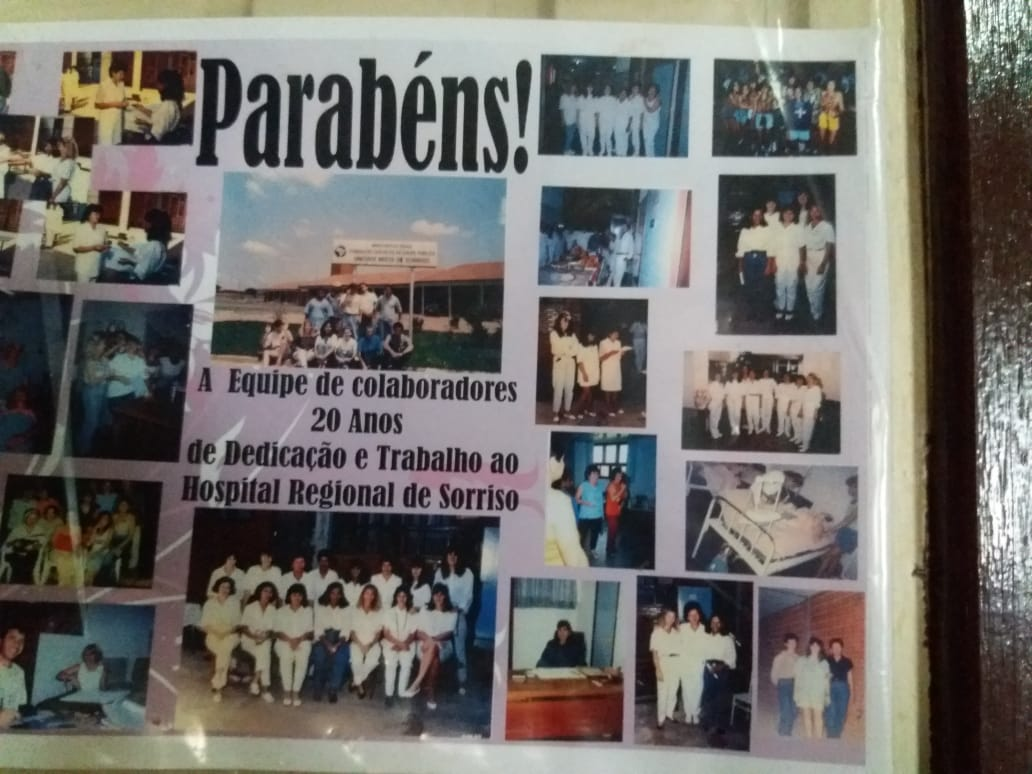 Parabéns!
A Equipe de colaboradores
20 Anos
de Dedicação e Trabalho ao
Hospital Regional de Sorriso